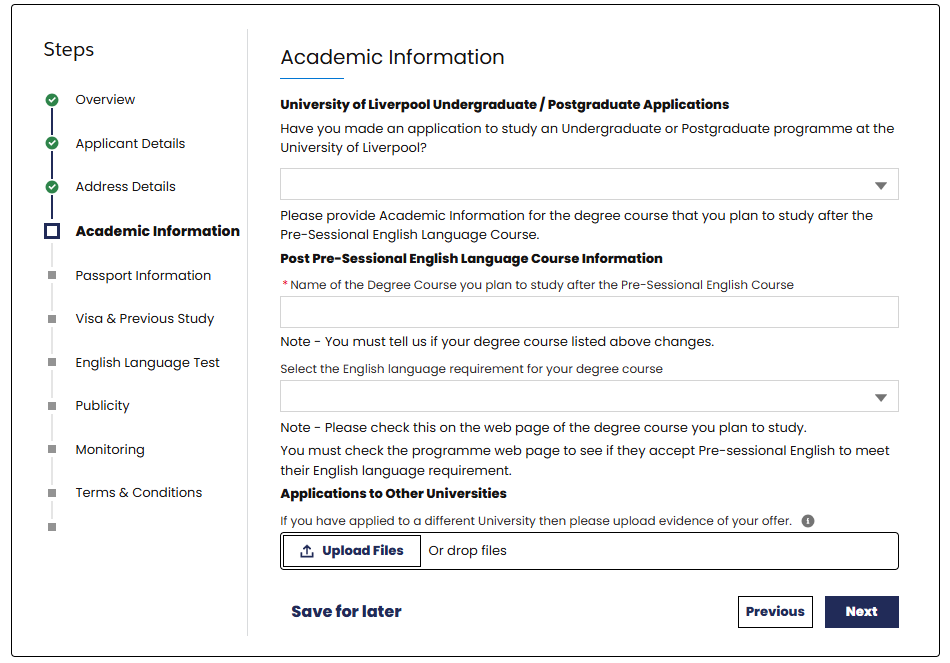 Steps
Overview
Applicant Details
Address Details
Academic Information
Passport Information
Visa & Previous Study
English Language Test
Publicity
Monitoring
Terms & Conditions
Academic Information
University of Liverpool Undergraduate / Postgraduate Applications
Have you made an application to study an Undergraduate or Postgraduate programme at the
University of Liverpool?
Please provide Academic Information for the degree course that you plan to study after the
Pre-Sessional English Language Course.
Post Pre-Sessional English Language Course Information
* Name of the Degree Course you plan to study after the Pre-Sessional English Course
Note - You must tell us if your degree course listed above changes.
Select the English language requirement for your degree course
Note - Please check this on the web page of the degree course you plan to study.
You must check the programme web page to see if they accept Pre-sessional English to meet
their English language requirement.
Applications to Other Universities
If you have applied to a different University then please upload evidence of your offer.
Upload Files Or drop files
Save for later Previous Next